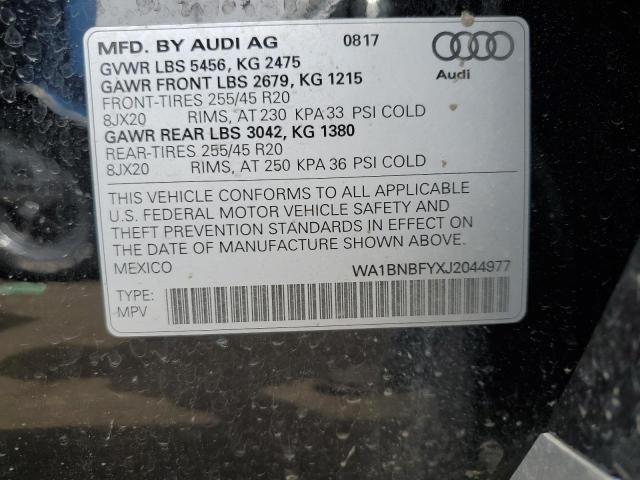 MFD. BY AUDI AG 0817
GVWR LBS 5456, KG 2475
GAWR FRONT LBS 2679, KG 1215
FRONT-TIRES 255/45 R20
8JX20 RIMS, AT 230 KPA 33 PSI COLD
GAWR REAR LBS 3042, KG 1380
REAR-TIRES 255/45 R20
8JX20 RIMS, AT 250 KPA 36 PSI COLD
Audi
THIS VEHICLE CONFORMS TO ALL APPLICABLE
U.S. FEDERAL MOTOR VEHICLE SAFETY AND
THEFT PREVENTION STANDARDS IN EFFECT ON
THE DATE OF MANUFACTURE SHOWN ABOVE.
MEXICO WA1BNBFYXJ2044977
TYPE:
MPV